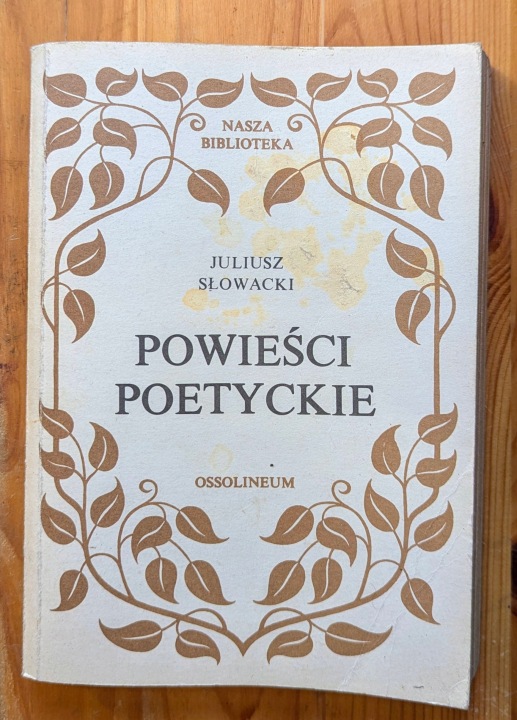 NASZA
BIBLIOTEKA
JULIUSZ
SŁOWACKI
POWIEŚCI
POETYCKIE
OSSOLINEUM